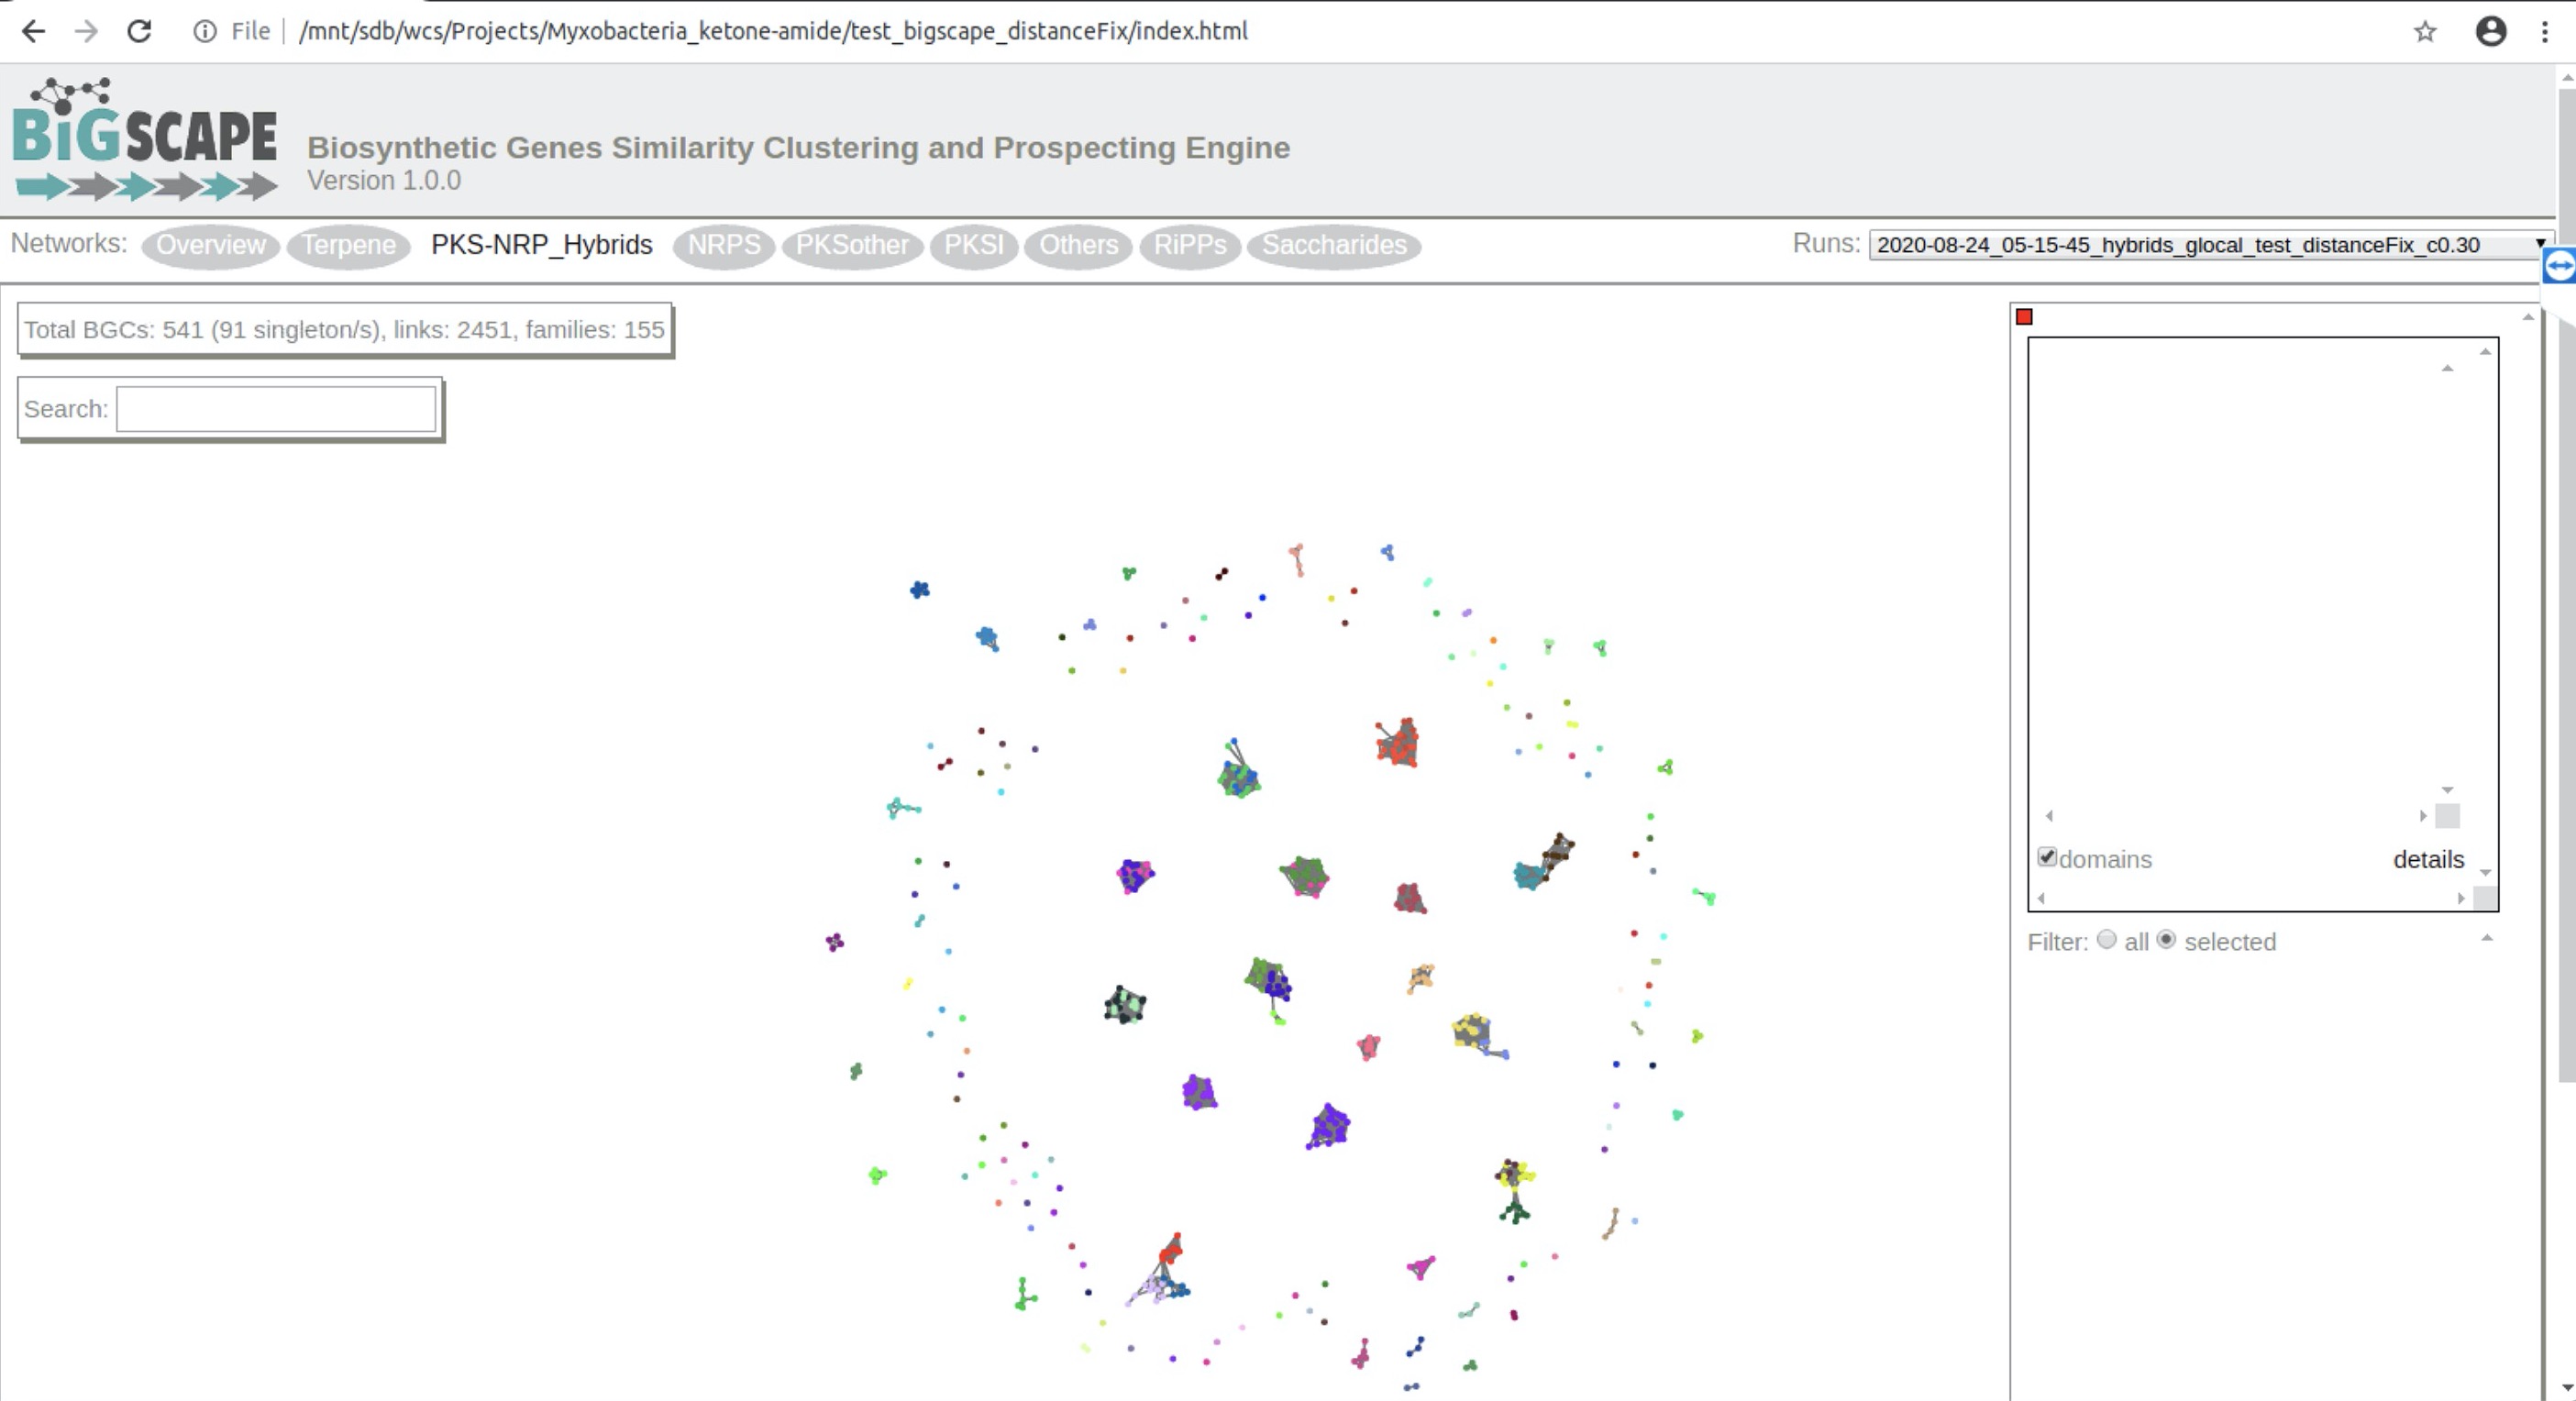 File /mnt/sdb/wcs/Projects/Myxobacteria_ketone-amide/test_bigscape_distanceFix/index.html
BiGSCAPE
Biosynthetic Genes Similarity Clustering and Prospecting Engine
Version 1.0.0
Networks: Overview Terpene PKS-NRP_Hybrids NRPS PKSother PKSI Others RiPPs Saccharides Runs: 2020-08-24_05-15-45_hybrids_glocal_test_distanceFix_c0.30
Total BGCs: 541 (91 singleton/s), links: 2451, families: 155
Search:
domains details
Filter: all selected